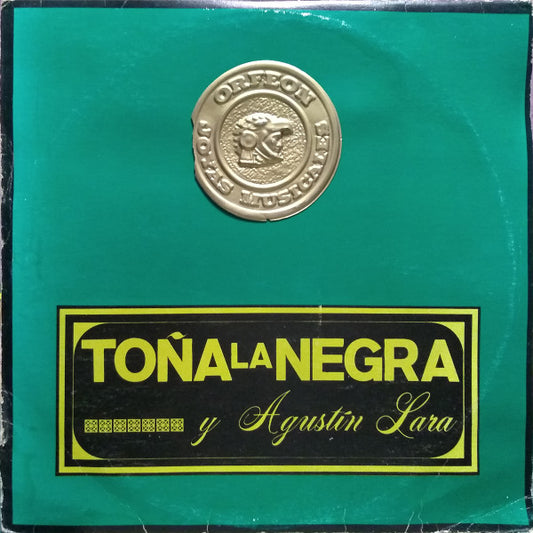 ORFEON
JOYAS MUSICALES
TOÑA LA NEGRA
y Agustín Lara